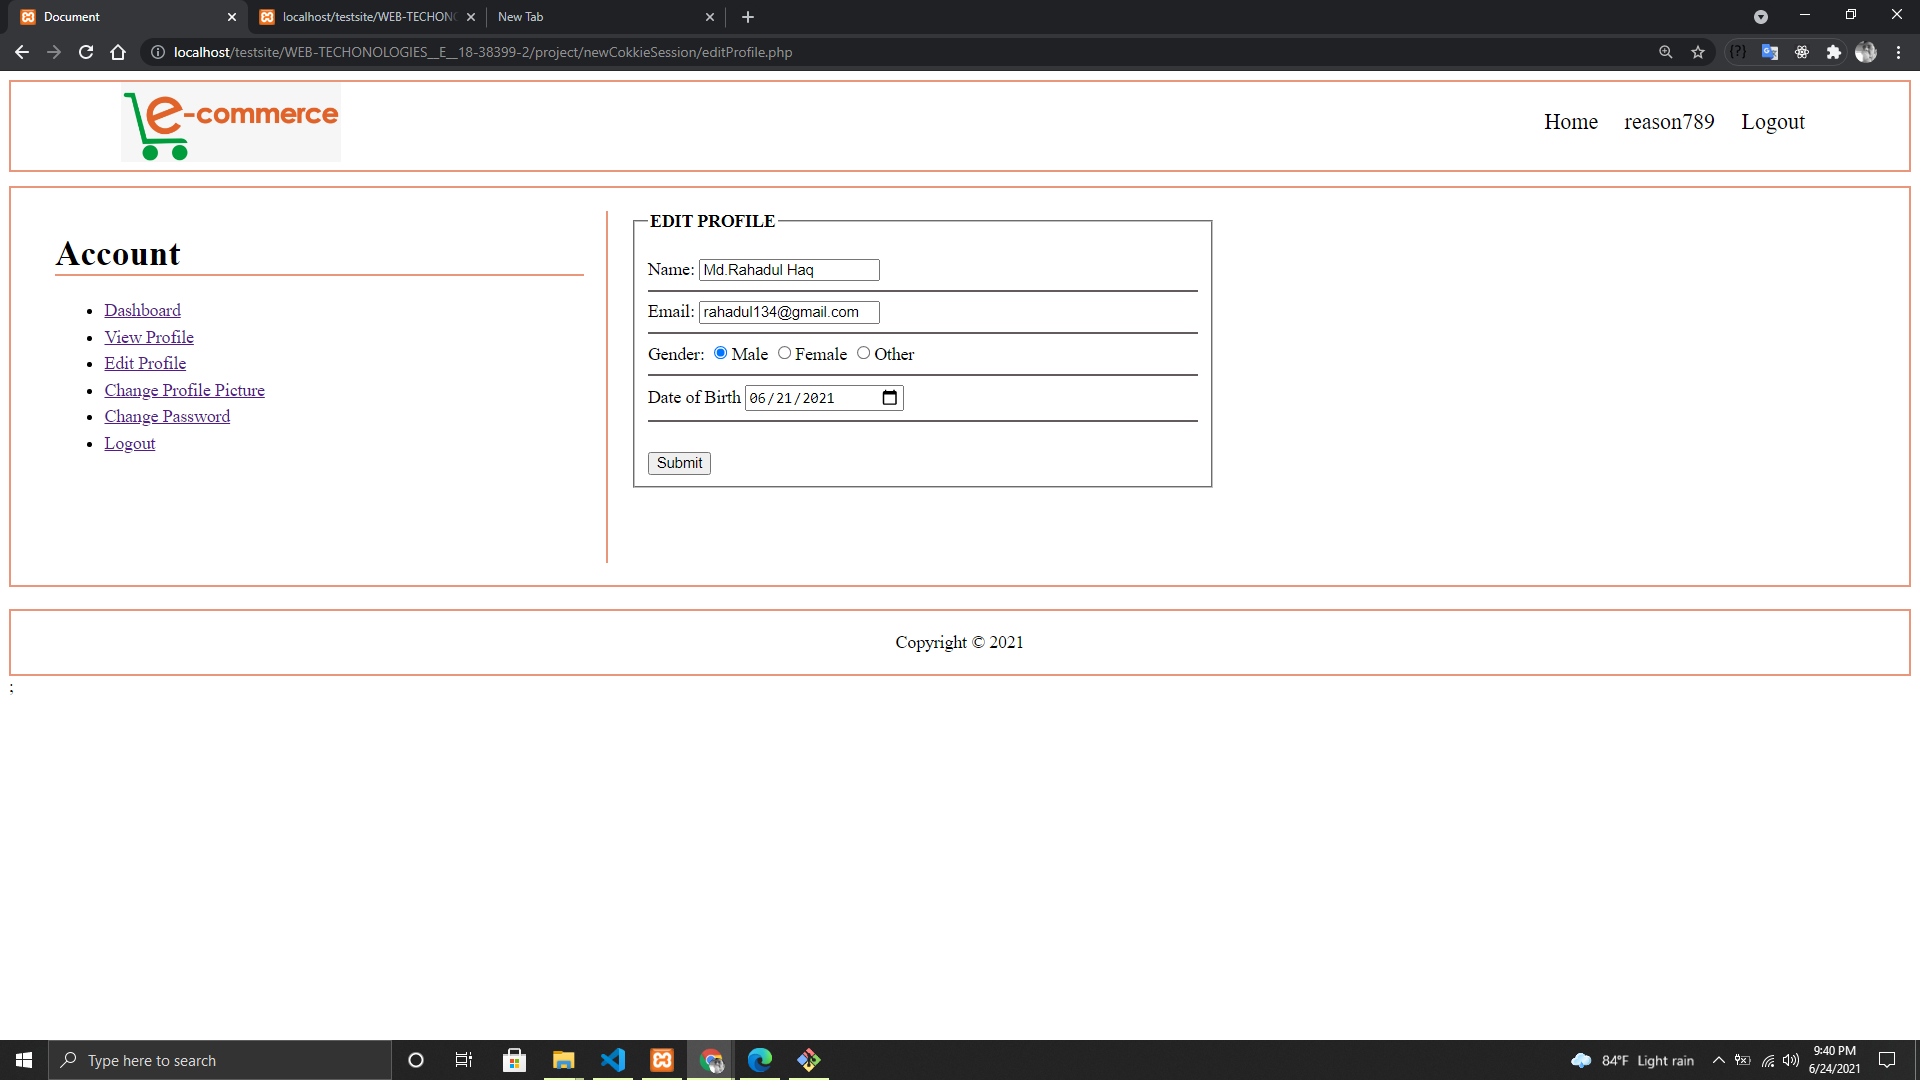 Document
localhost/testsite/WEB-TECHONO
New Tab
localhost/testsite/WEB-TECHONOLOGIES__E__18-38399-2/project/newCokkieSession/editProfile.php
e-commerce
Home reason789 Logout
Account
Dashboard
View Profile
Edit Profile
Change Profile Picture
Change Password
Logout
EDIT PROFILE
Name: Md.Rahadul Haq
Email: rahadul134@gmail.com
Gender: Male Female Other
Date of Birth 06/21/2021
Submit
Copyright © 2021
;
Type here to search
84°F Light rain
9:40 PM
6/24/2021